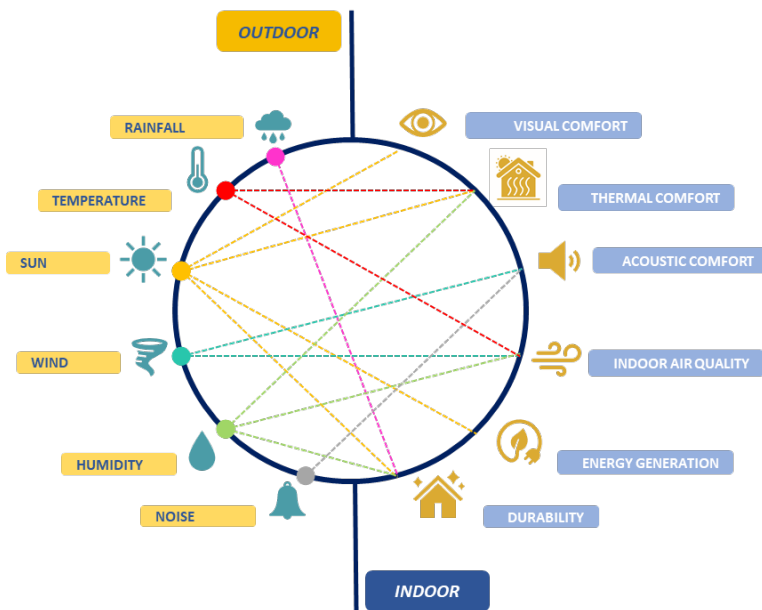 OUTDOOR
RAINFALL
VISUAL COMFORT
TEMPERATURE
THERMAL COMFORT
SUN
ACOUSTIC COMFORT
WIND
INDOOR AIR QUALITY
HUMIDITY
ENERGY GENERATION
NOISE
DURABILITY
INDOOR